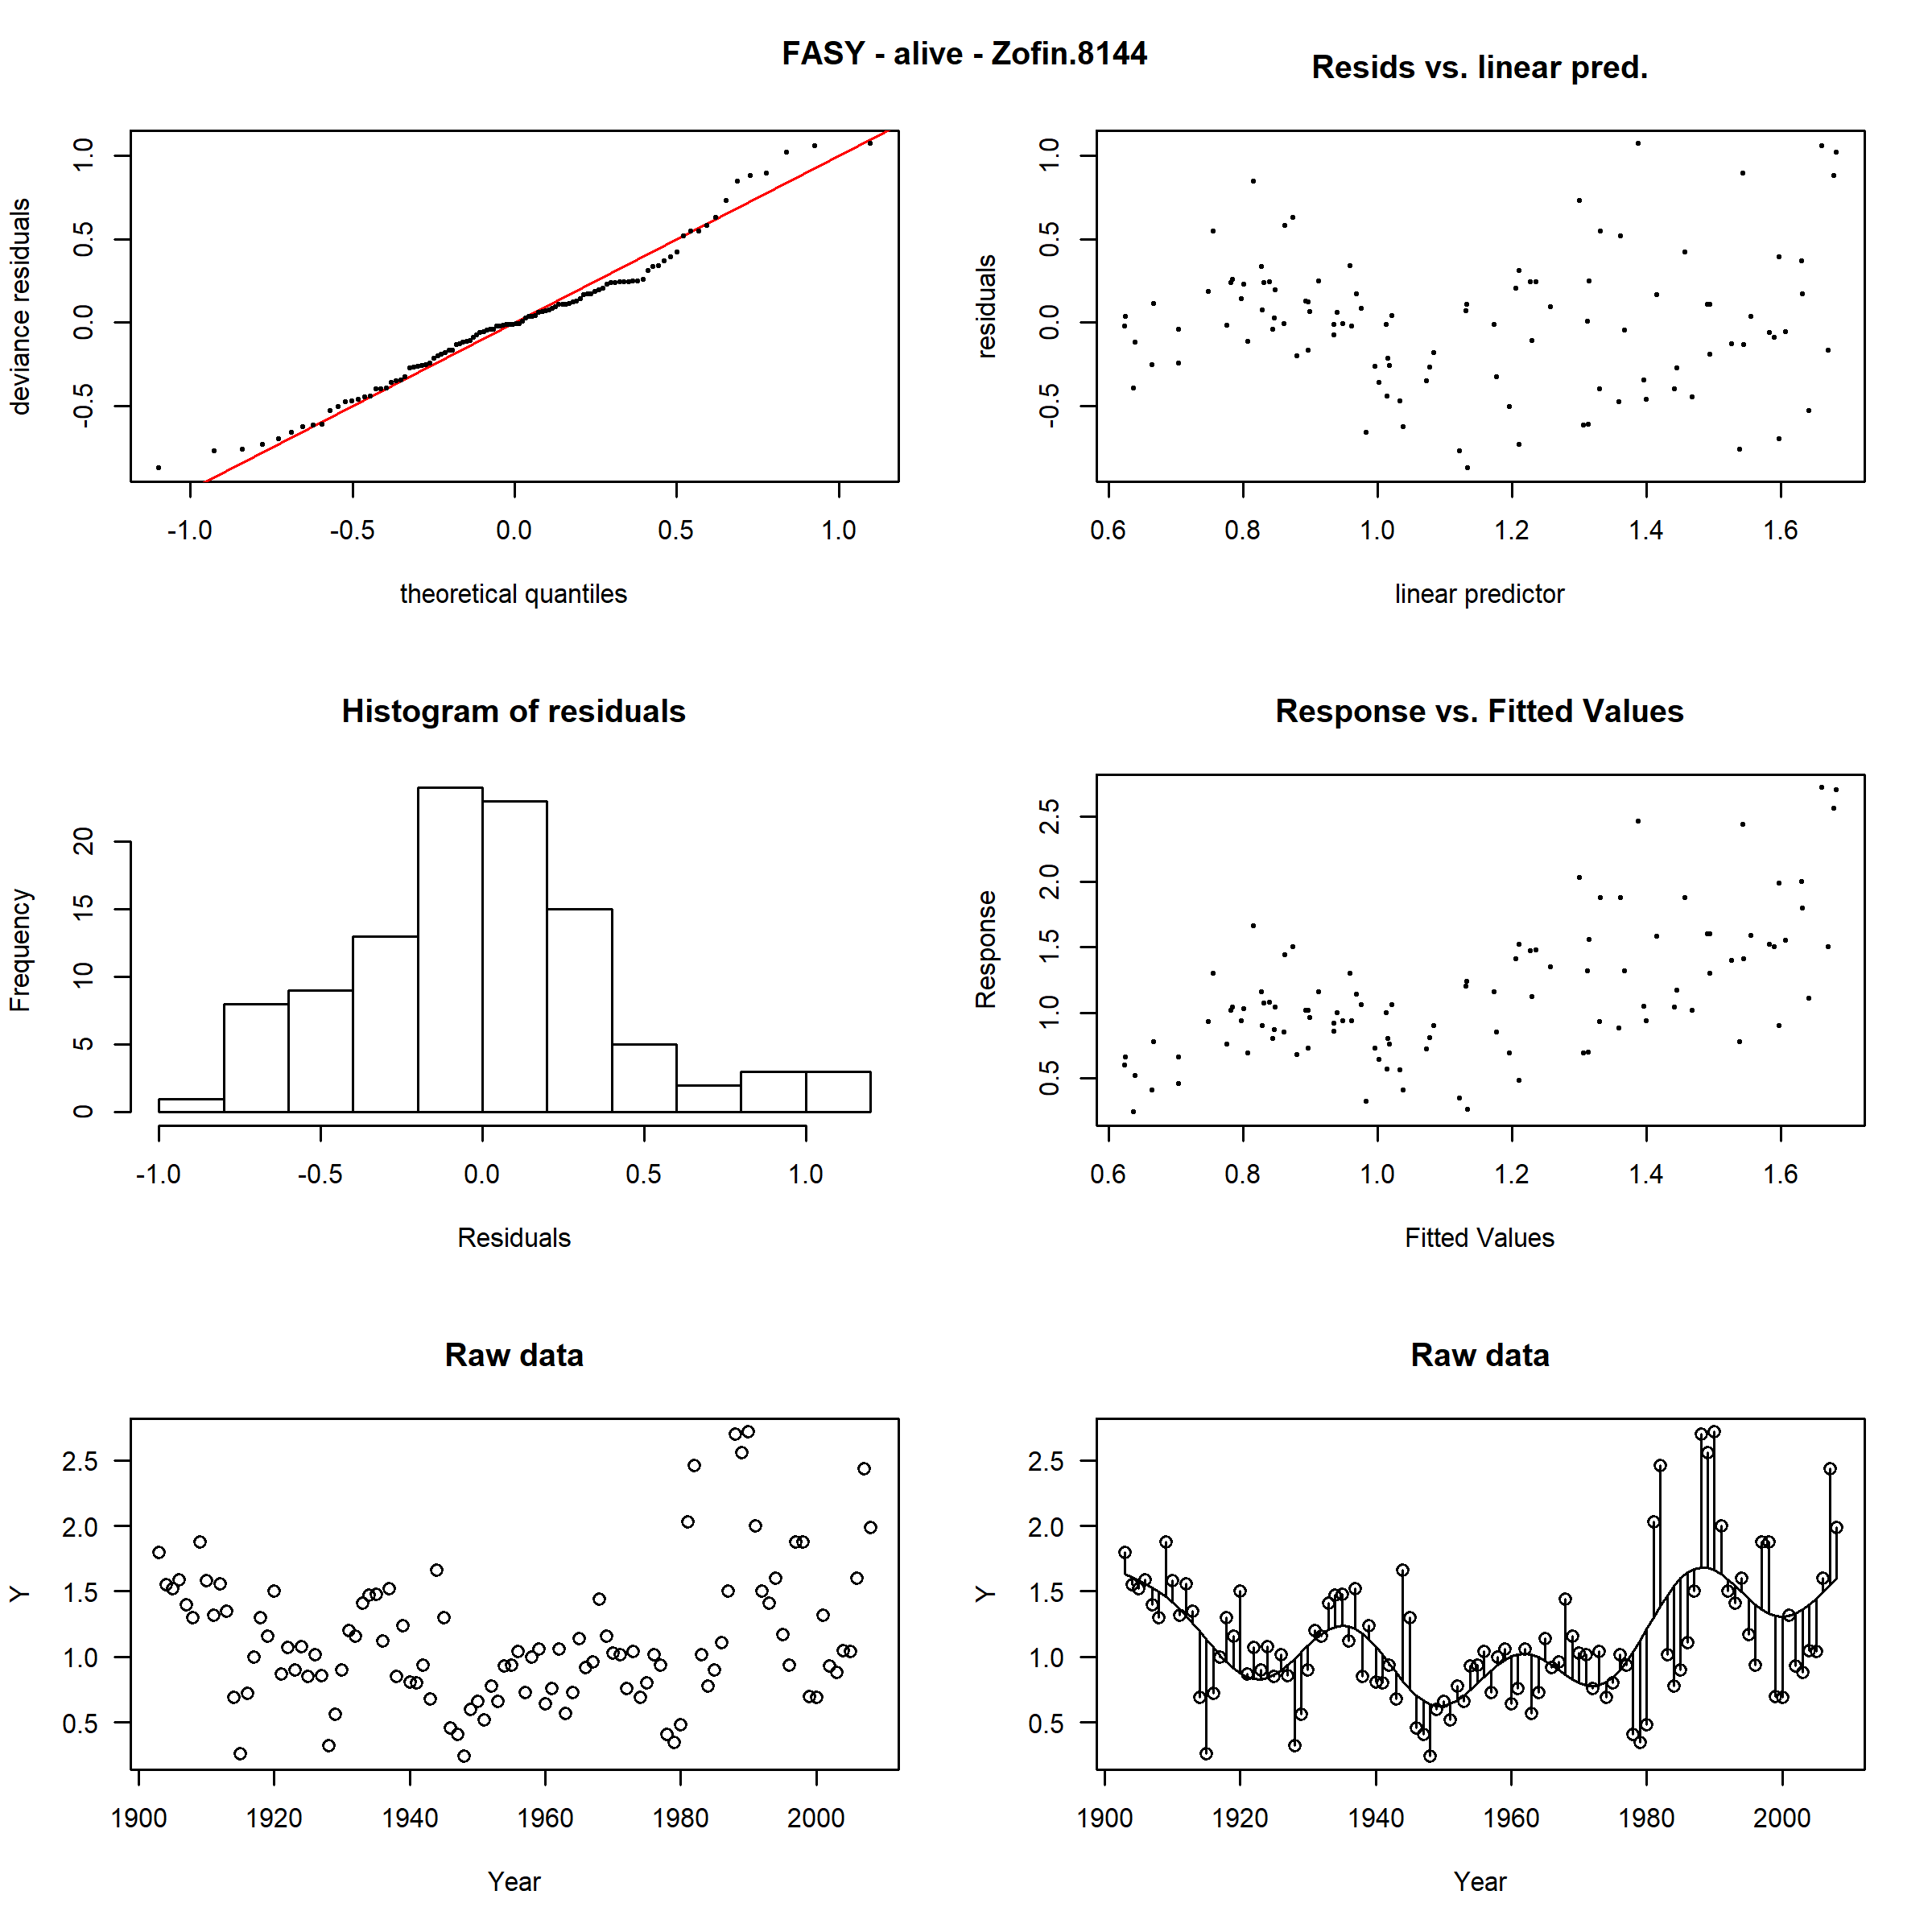 FASY - alive - Zofin.8144
Resids vs. linear pred.
deviance residuals
1.0
0.5
0.0
-0.5
-1.0 -0.5 0.0 0.5 1.0
theoretical quantiles
residuals
1.0
0.5
0.0
-0.5
0.6 0.8 1.0 1.2 1.4 1.6
linear predictor
Histogram of residuals
Frequency
20
15
10
5
0
-1.0 -0.5 0.0 0.5 1.0
Residuals
Response vs. Fitted Values
Response
2.5
2.0
1.5
1.0
0.5
0.6 0.8 1.0 1.2 1.4 1.6
Fitted Values
Raw data
Y
2.5
2.0
1.5
1.0
0.5
1900 1920 1940 1960 1980 2000
Year
Raw data
Y
2.5
2.0
1.5
1.0
0.5
1900 1920 1940 1960 1980 2000
Year